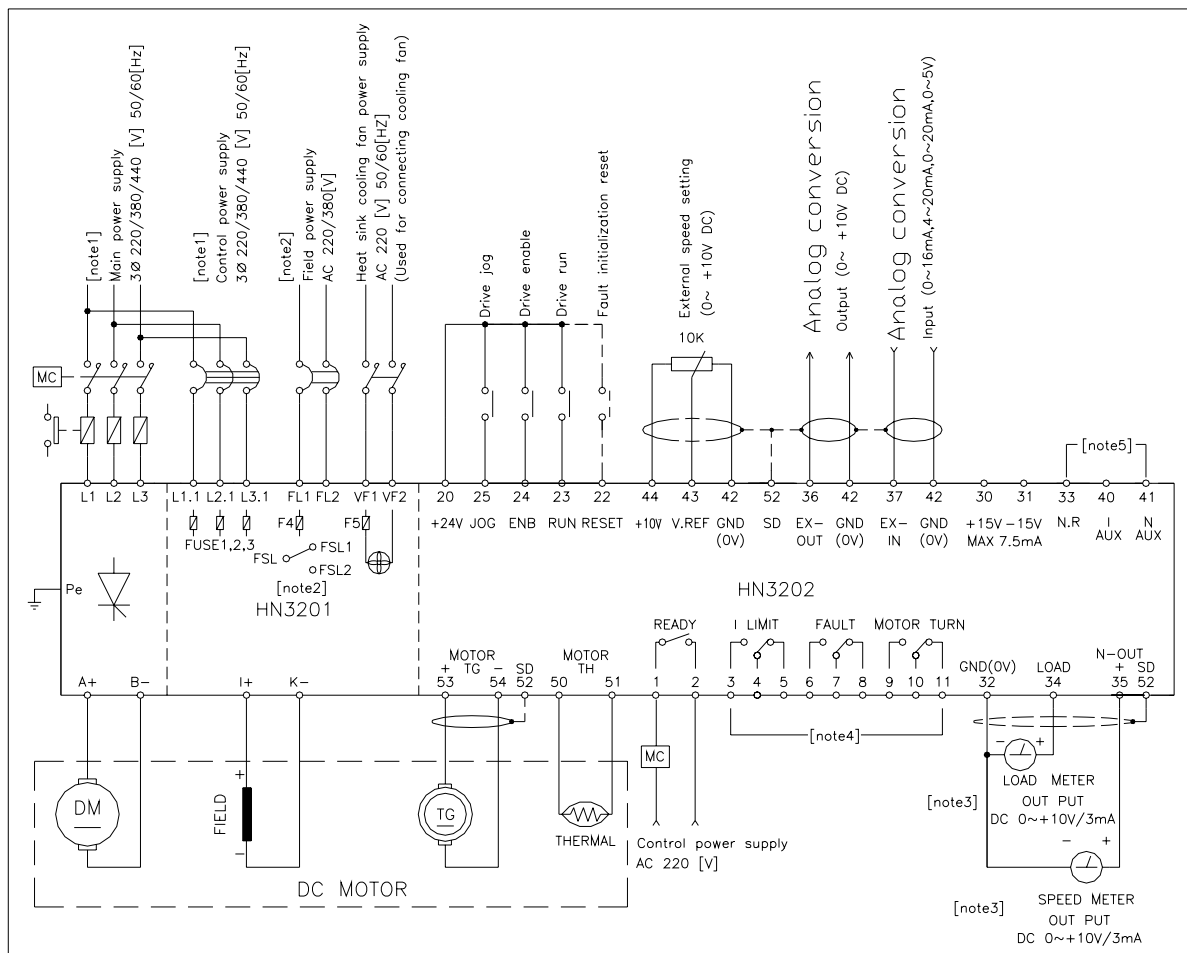 [note1]
Main power supply
3Ø 220/380/440 [V] 50/60[Hz]
[note1]
Control power supply
3Ø 220/380/440 [V] 50/60[Hz]
[note2]
Field power supply
AC 220/380[V]
Heat sink cooling fan power supply
AC 220 [V] 50/60[HZ]
(Used for connecting cooling fan)
Drive jog
Drive enable
Drive run
Fault initialization reset
External speed setting
(0~ +10V DC)
10K
Analog conversion
Output (0~ +10V DC)
Analog conversion
Input (0~16mA,4~20mA,0~20mA,0~5V)
MC
[note5]
L1 L2 L3 L1.1 L2.1 L3.1 FL1 FL2 VF1 VF2 20 25 24 23 22 44 43 42 52 36 42 37 42 30 31 33 40 41
+24V JOG ENB RUN RESET +10V V.REF GND SD EX- GND EX- GND +15V -15V N.R I N
(0V) OUT (0V) IN (0V) MAX 7.5mA AUX AUX
F4 F5
FUSE1,2,3
FSL FSL1
FSL2
[note2]
Pe
HN3201
HN3202
READY I LIMIT FAULT MOTOR TURN
MOTOR MOTOR N-OUT
+ TG - SD TH GND(0V) LOAD + SD
A+ B- I+ K- 53 54 52 50 51 1 2 3 4 5 6 7 8 9 10 11 32 34 35 52
[note4]
MC
- +
LOAD METER
OUT PUT
DC 0~+10V/3mA
[note3]
DM
+
FIELD
-
TG
THERMAL
Control power supply
AC 220 [V]
DC MOTOR
- +
SPEED METER
OUT PUT
DC 0~+10V/3mA
[note3]